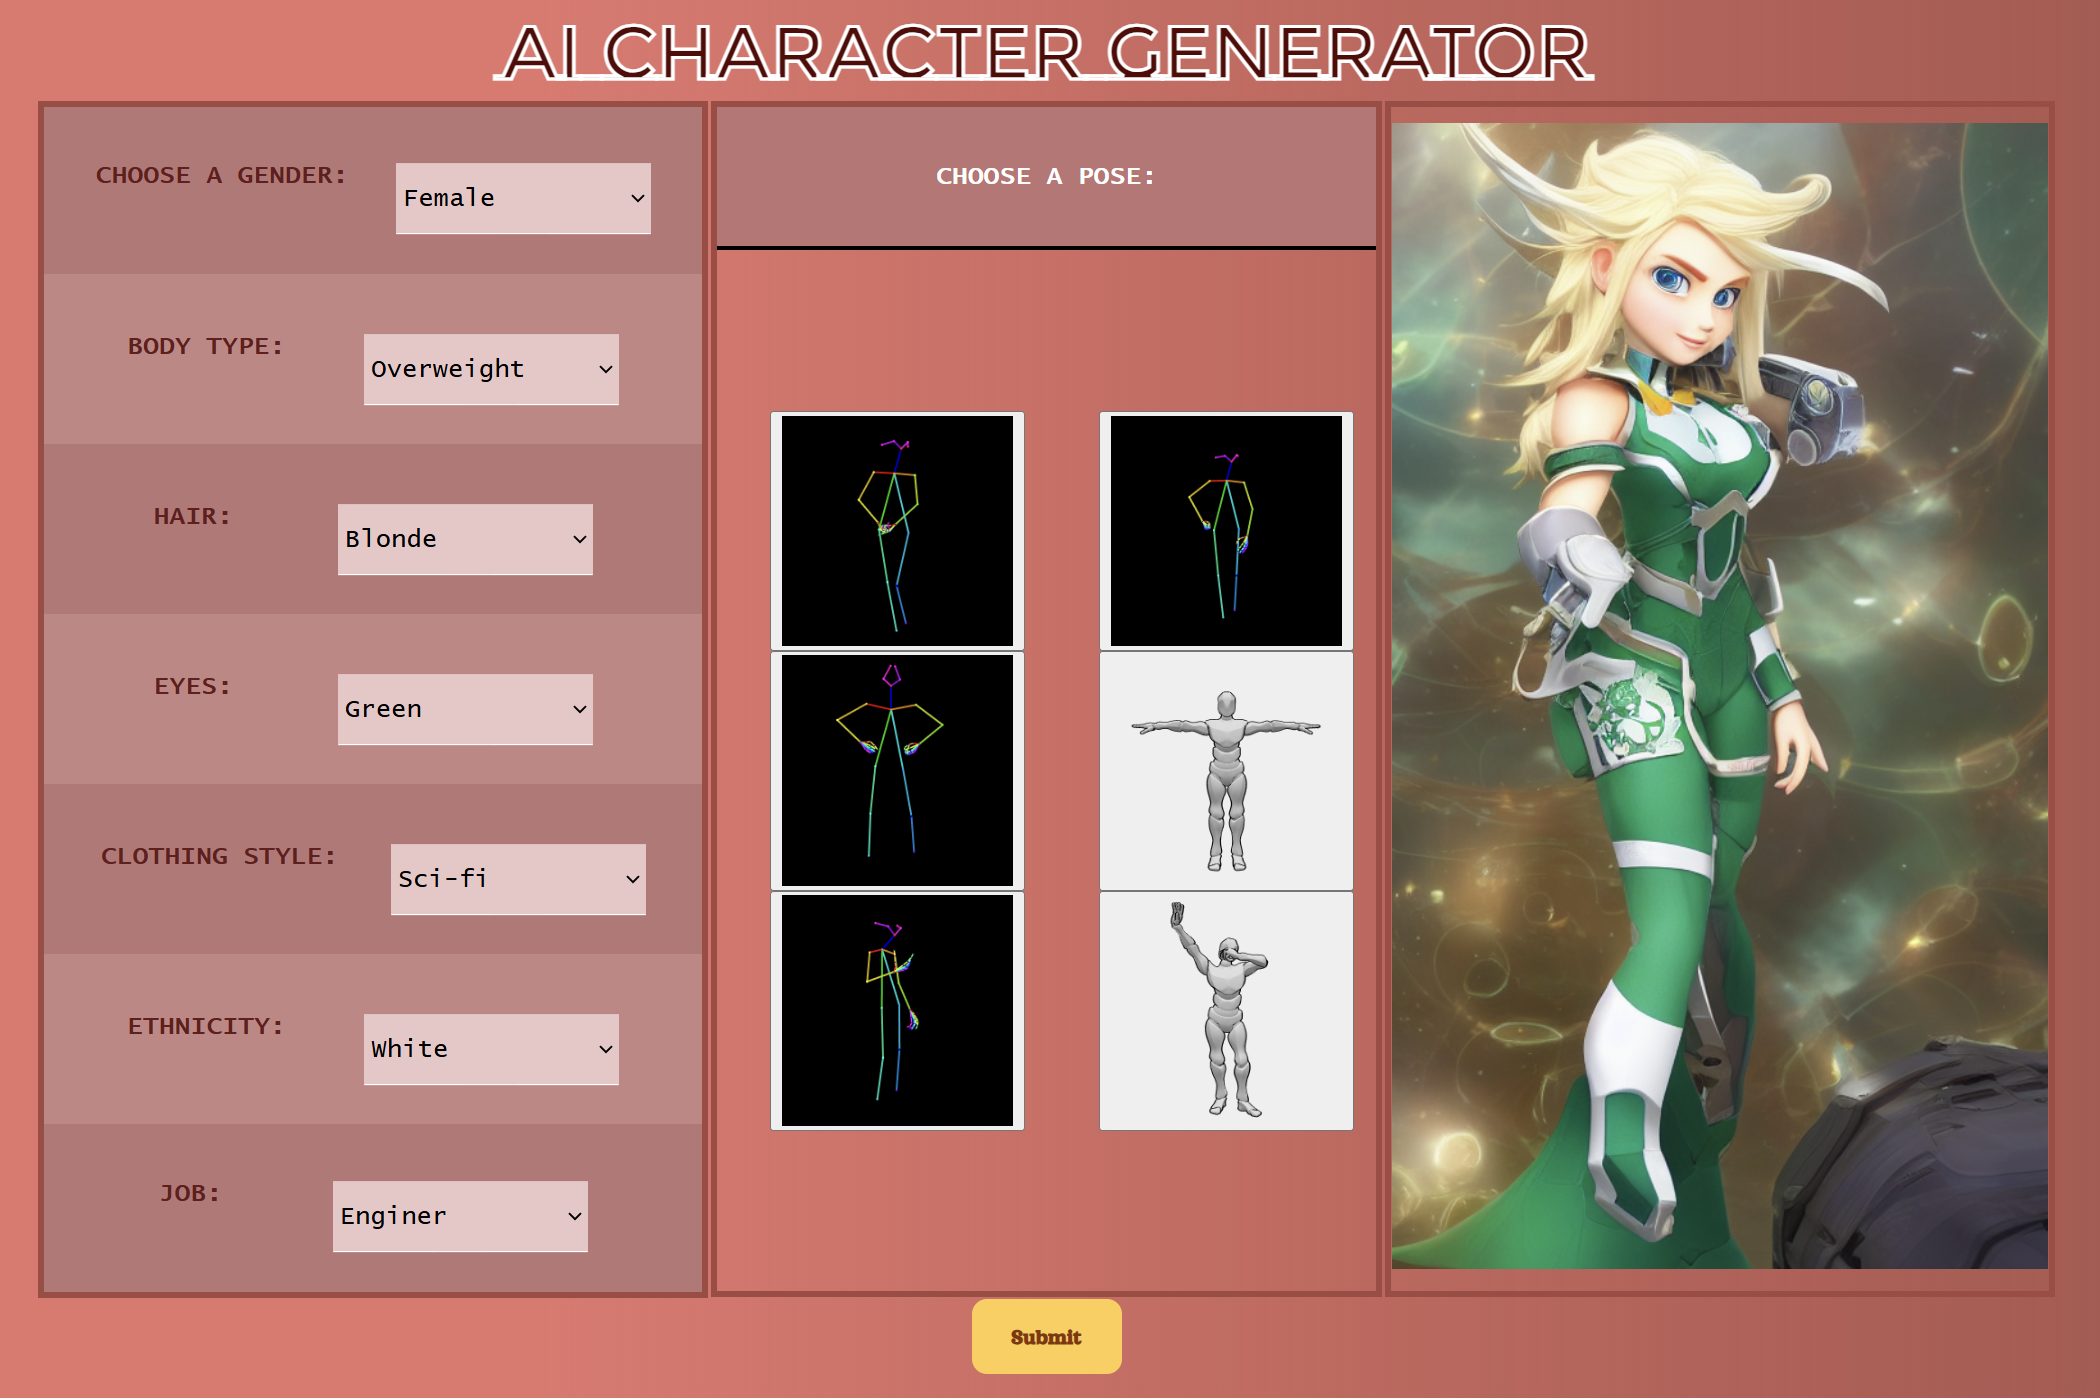 AI CHARACTER GENERATOR
CHOOSE A GENDER:
Female
BODY TYPE:
Overweight
HAIR:
Blonde
EYES:
Green
CLOTHING STYLE:
Sci-fi
ETHNICITY:
White
JOB:
Enginer
CHOOSE A POSE:
Submit